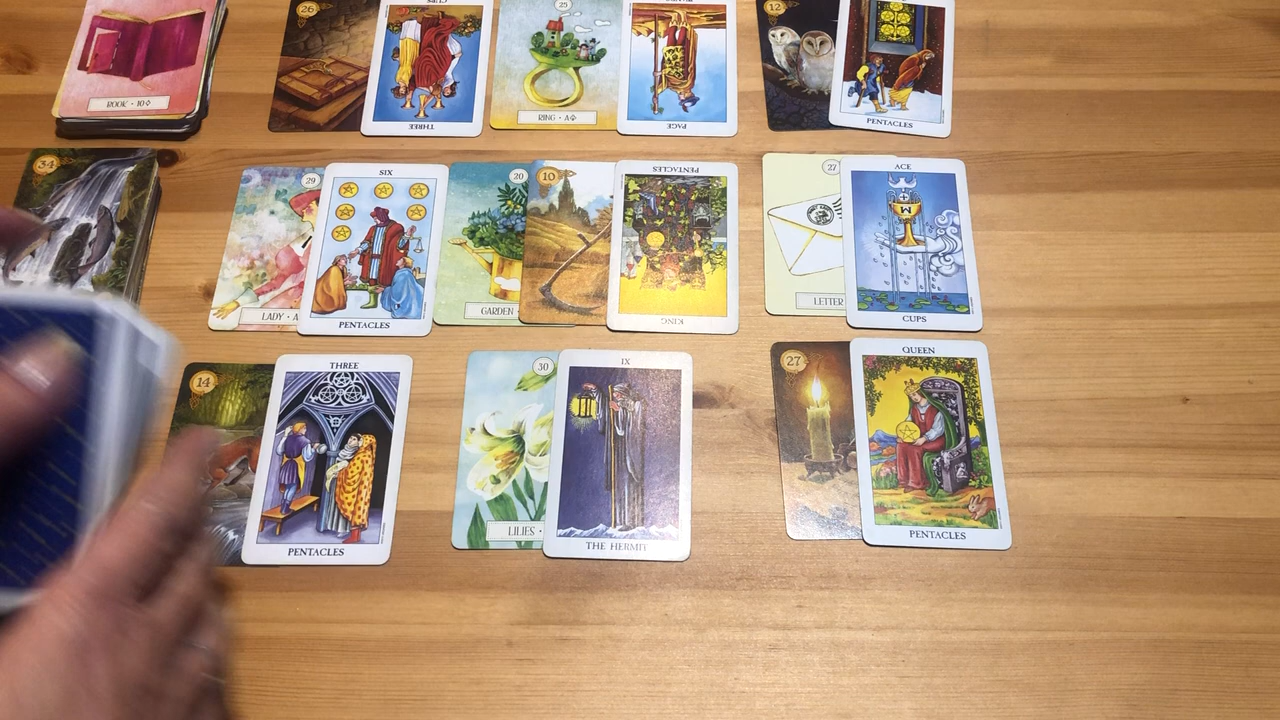 BOOK • 10♢
26
THREE
CUPS
25
RING • A♧
PAGE
12
PENTACLES
34
29
LADY • A
SIX
PENTACLES
20
GARDEN
10
PENTACLES
KING
27
LETTER
ACE
CUPS
14
THREE
PENTACLES
30
LILIES •
IX
THE HERMIT
27
QUEEN
PENTACLES